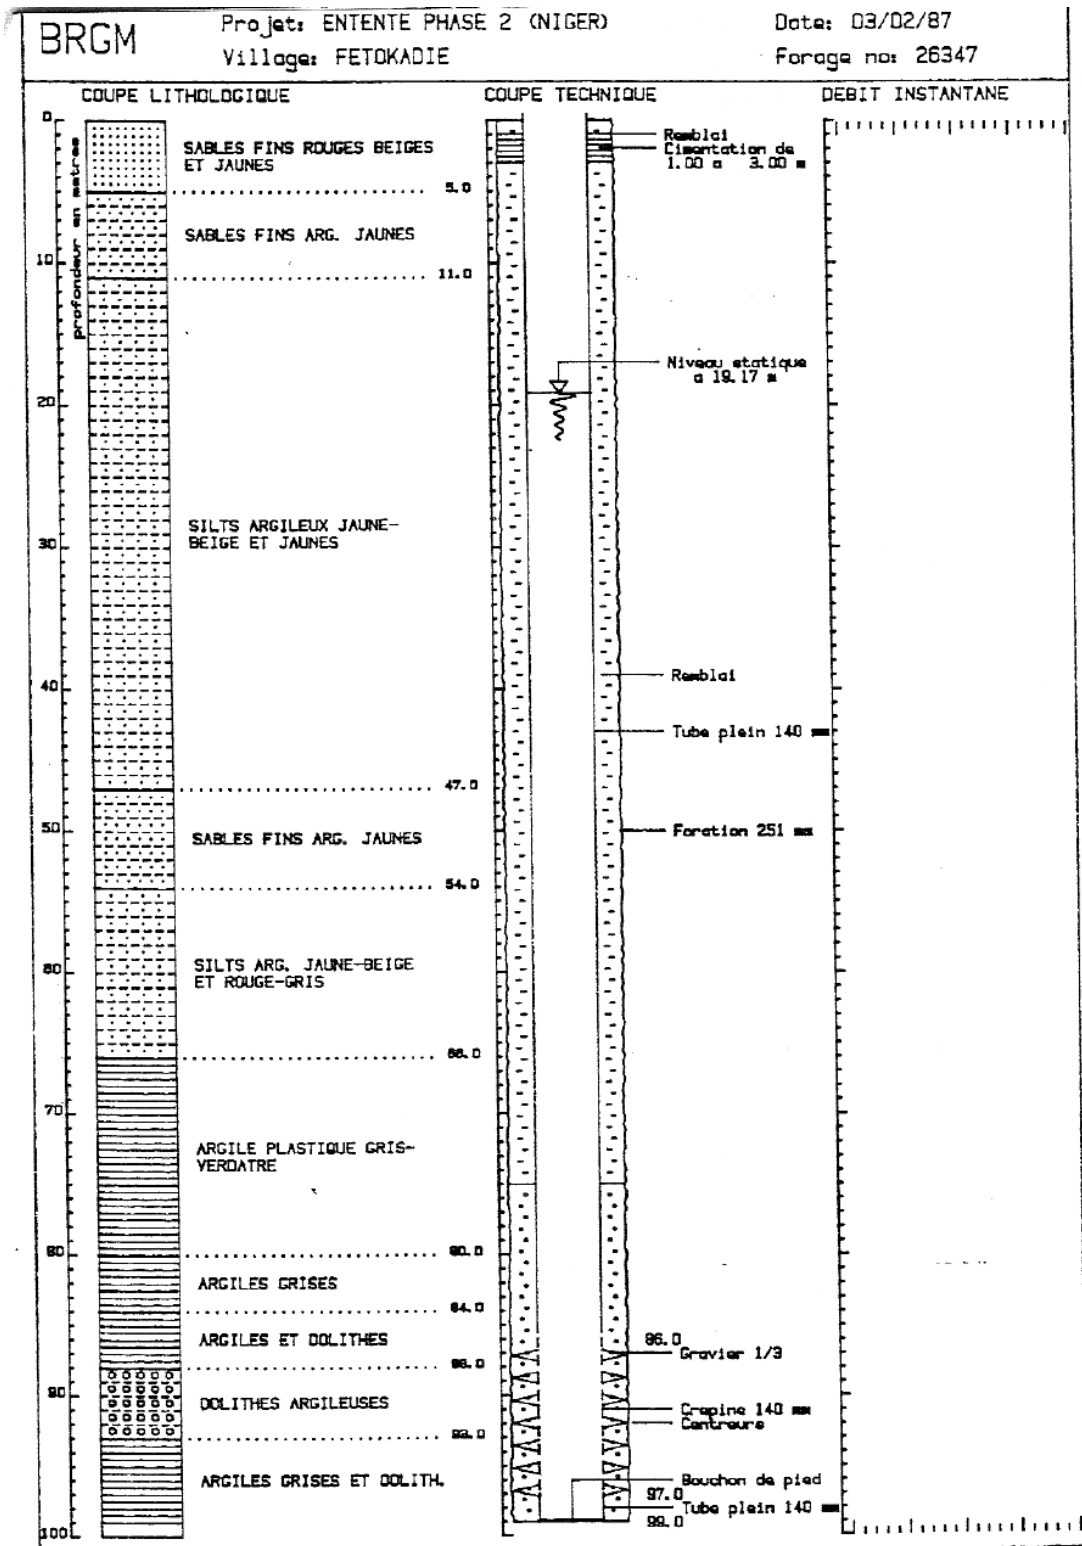 BRGM
Projet: ENTENTE PHASE 2 (NIGER)
Village: FETOKADIE
Date: 03/02/87
Forage no: 26347
COUPE LITHOLOGIQUE
COUPE TECHNIQUE
DEBIT INSTANTANE
profondeur en metres
0
10
20
30
40
50
60
70
80
90
100
SABLES FINS ROUGES BEIGES
ET JAUNES
5.0
SABLES FINS ARG. JAUNES
11.0
SILTS ARGILEUX JAUNE-
BEIGE ET JAUNES
47.0
SABLES FINS ARG. JAUNES
54.0
SILTS ARG. JAUNE-BEIGE
ET ROUGE-GRIS
66.0
ARGILE PLASTIQUE GRIS-
VERDATRE
80.0
ARGILES GRISES
84.0
ARGILES ET OOLITHES
88.0
OOLITHES ARGILEUSES
93.0
ARGILES GRISES ET OOLITH.
Remblai
Cimentation de
1.00 a 3.00 m
Niveau statique
a 19.17 m
Remblai
Tube plein 140 mm
Foration 251 mm
86.0
Gravier 1/3
Crepine 140 mm
Centreurs
Bouchon de pied
97.0
Tube plein 140 mm
99.0